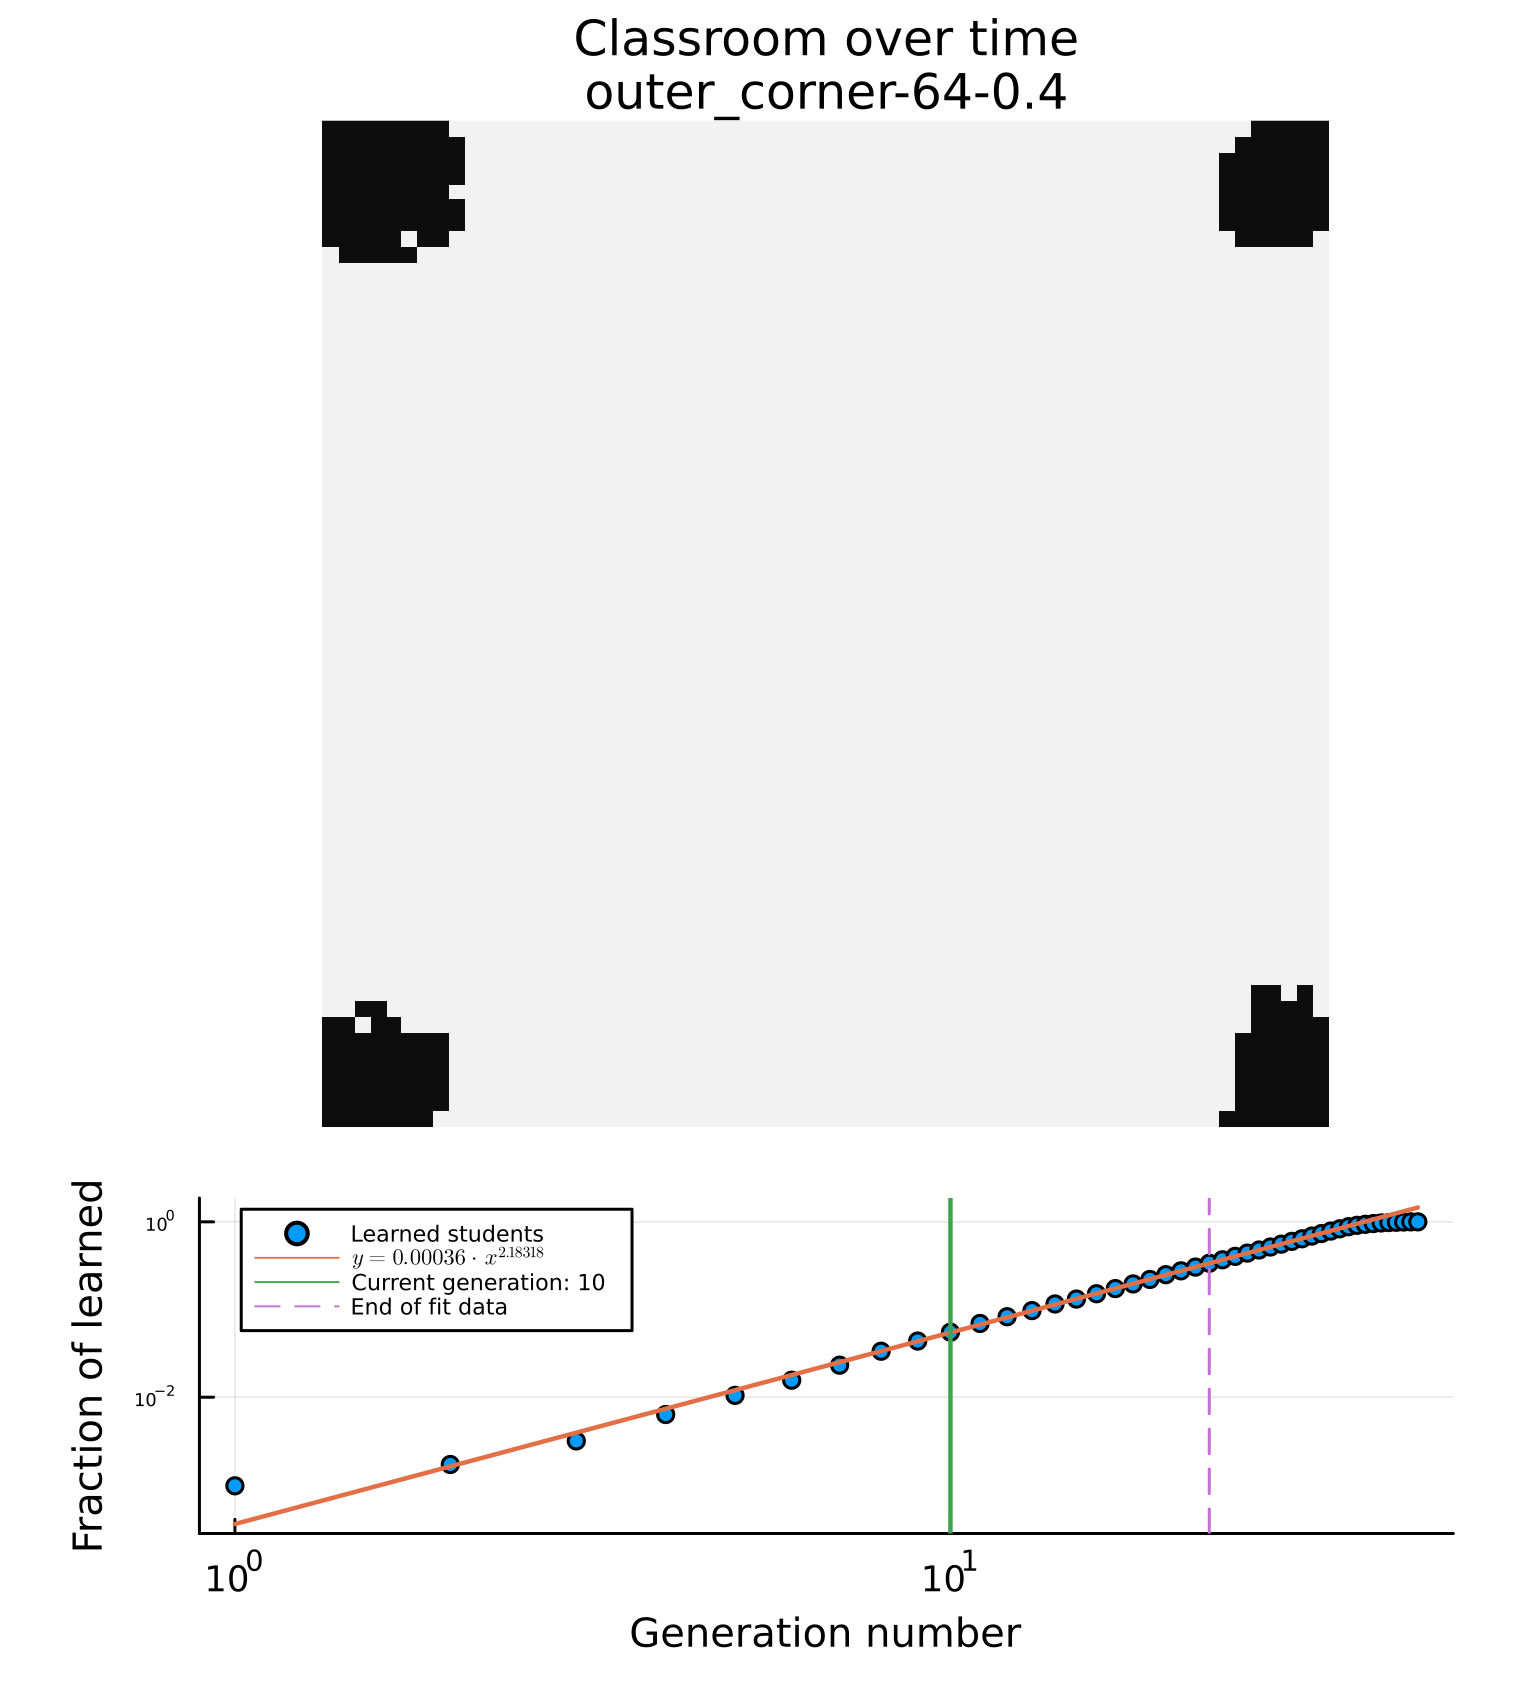 Classroom over time
outer_corner-64-0.4
Fraction of learned
10^0
10^−2
Learned students
y = 0.00036 · x^2.18318
Current generation: 10
End of fit data
10^0
10^1
Generation number